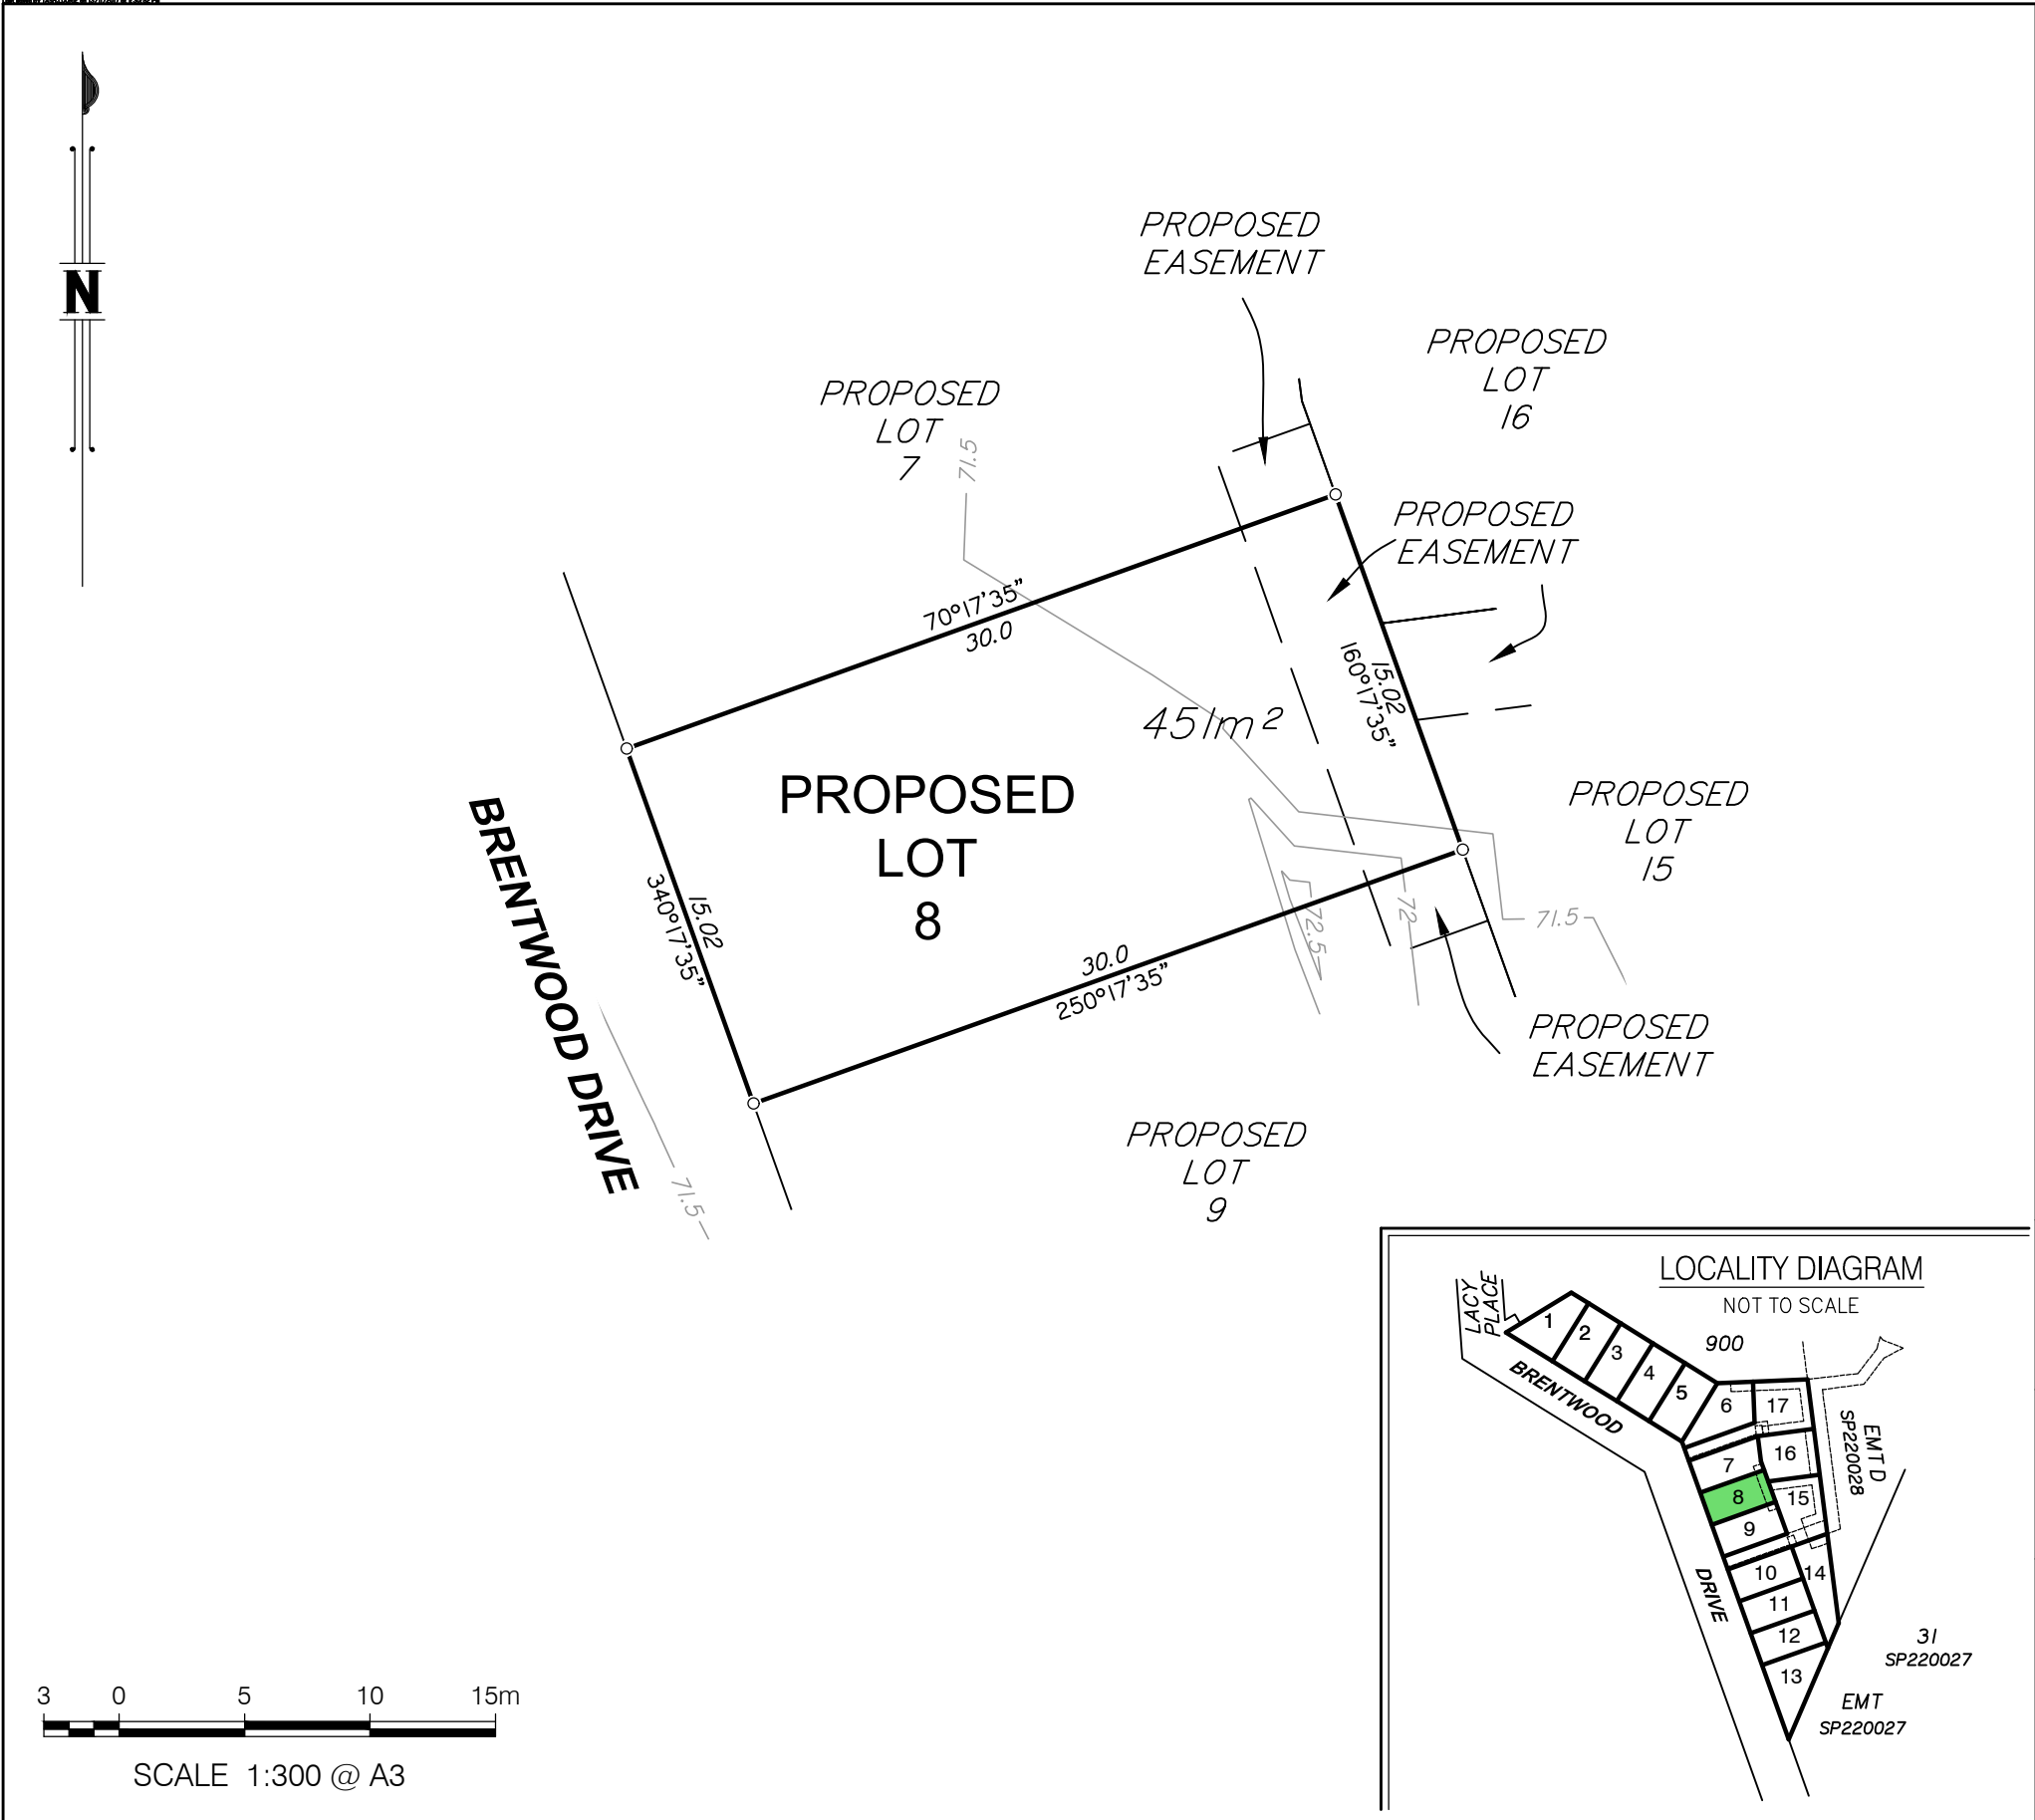 N
PROPOSED
EASEMENT
PROPOSED
LOT
16
PROPOSED
LOT
7
71.5
PROPOSED
EASEMENT
70°17'35"
30.0
15.02
160°17'35"
451m²
PROPOSED
LOT
8
PROPOSED
LOT
15
BRENTWOOD DRIVE
15.02
340°17'35"
72.5
72
71.5
30.0
250°17'35"
PROPOSED
EASEMENT
PROPOSED
LOT
9
71.5
LOCALITY DIAGRAM
NOT TO SCALE
LACY
PLACE
900
1
2
3
4
5
6
17
BRENTWOOD
7
16
EMT D
SP220028
8
15
9
10
14
DRIVE
11
12
13
31
SP220027
EMT
SP220027
3 0 5 10 15m
SCALE 1:300 @ A3